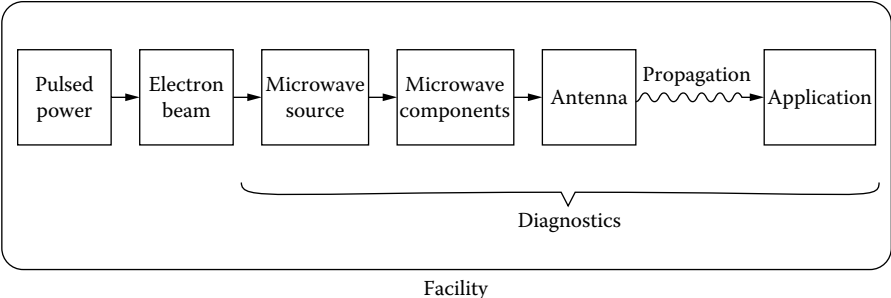 Pulsed
power
Electron
beam
Microwave
source
Microwave
components
Antenna
Propagation
Application
Diagnostics
Facility